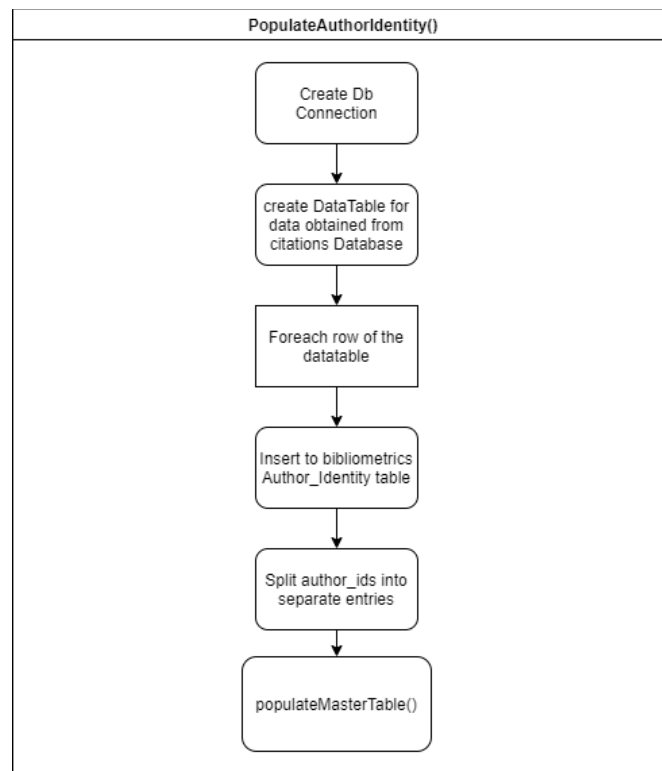 PopulateAuthorIdentity()
Create Db
Connection
create DataTable for
data obtained from
citations Database
Foreach row of the
datatable
Insert to bibliometrics
Author_Identity table
Split author_ids into
separate entries
populateMasterTable()